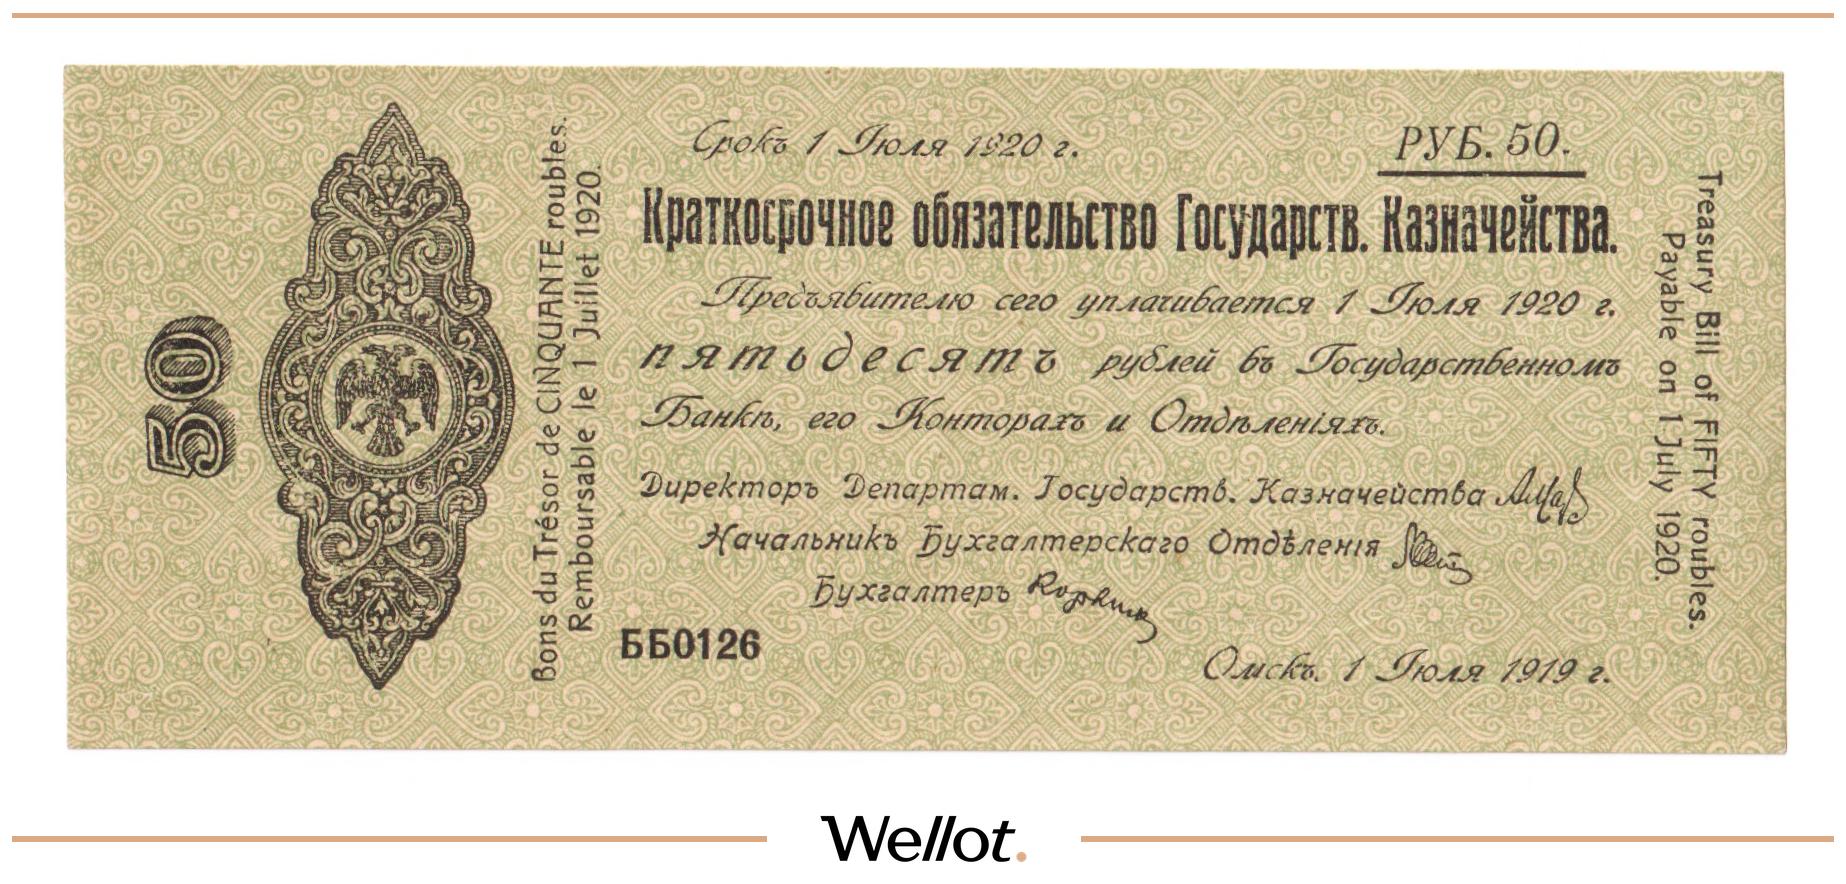 50
Bons du Trésor de CINQUANTE roubles.
Remboursable le 1 Juillet 1920.
Срокъ 1 Іюля 1920 г.
РУБ. 50.
Краткосрочное обязательство Государств. Казначейства.
Предъявителю сего уплачивается 1 Іюля 1920 г.
пятьдесятъ рублей въ Государственномъ
Банкѣ, его Конторахъ и Отдѣленіяхъ.
Директоръ Департам. Государств. Казначейства
Начальникъ Бухгалтерскаго Отдѣленія
Бухгалтеръ
ББ0126
Омскъ. 1 Іюля 1919 г.
Treasury Bill of FIFTY roubles.
Payable on 1 July 1920.
Wellot.